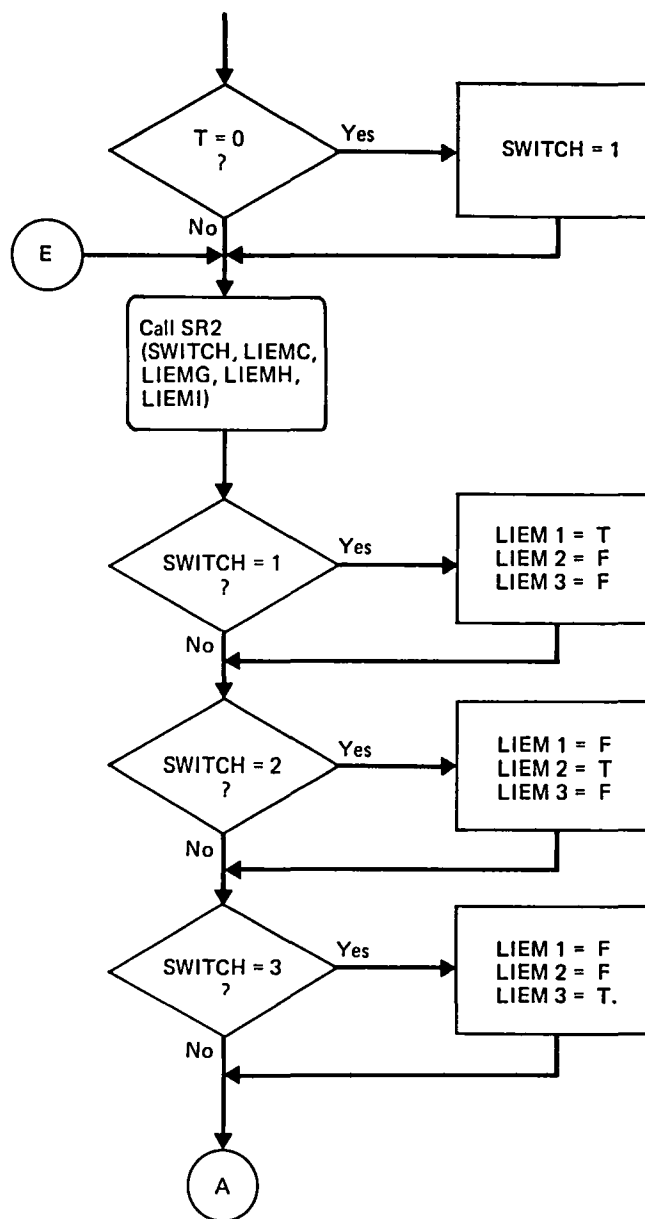 T = 0
?
Yes
SWITCH = 1
No
E
Call SR2
(SWITCH, LIEMC,
LIEMG, LIEMH,
LIEMI)
SWITCH = 1
?
Yes
LIEM 1 = T
LIEM 2 = F
LIEM 3 = F
No
SWITCH = 2
?
Yes
LIEM 1 = F
LIEM 2 = T
LIEM 3 = F
No
SWITCH = 3
?
Yes
LIEM 1 = F
LIEM 2 = F
LIEM 3 = T.
No
A